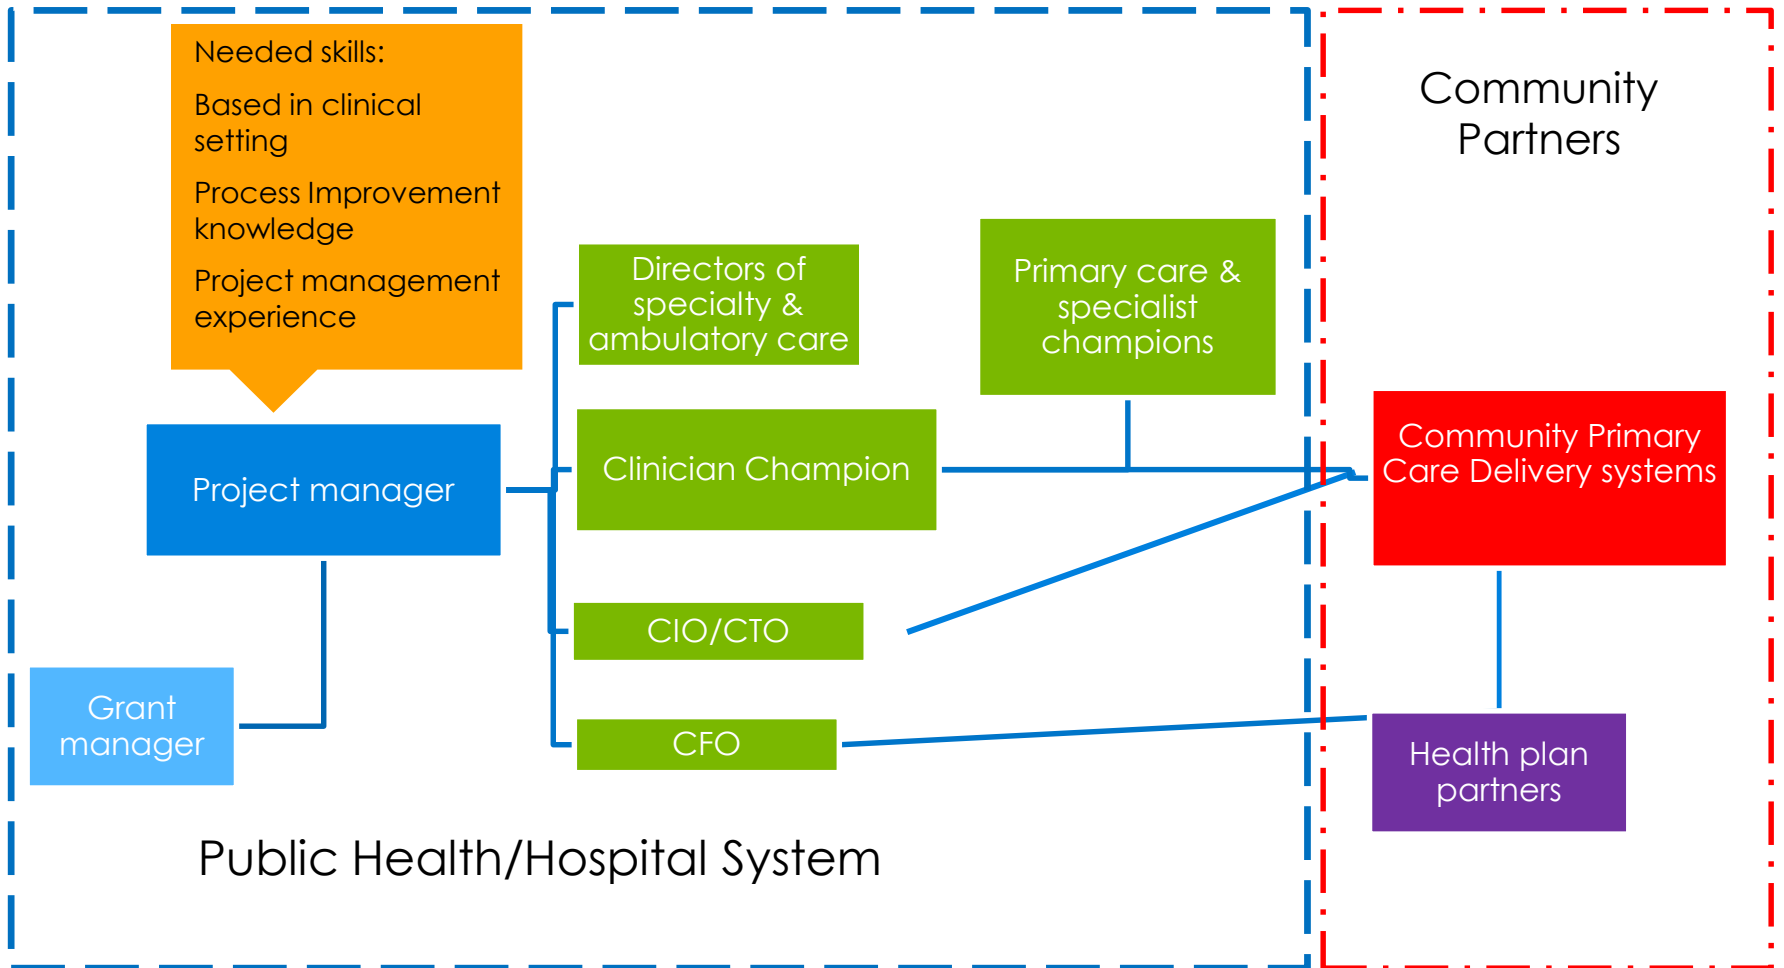 Needed skills:
Based in clinical
setting
Process Improvement
knowledge
Project management
experience
Community
Partners
Directors of
specialty &
ambulatory care
Primary care &
specialist
champions
Project manager
Clinician Champion
Community Primary
Care Delivery systems
CIO/CTO
Grant
manager
CFO
Health plan
partners
Public Health/Hospital System